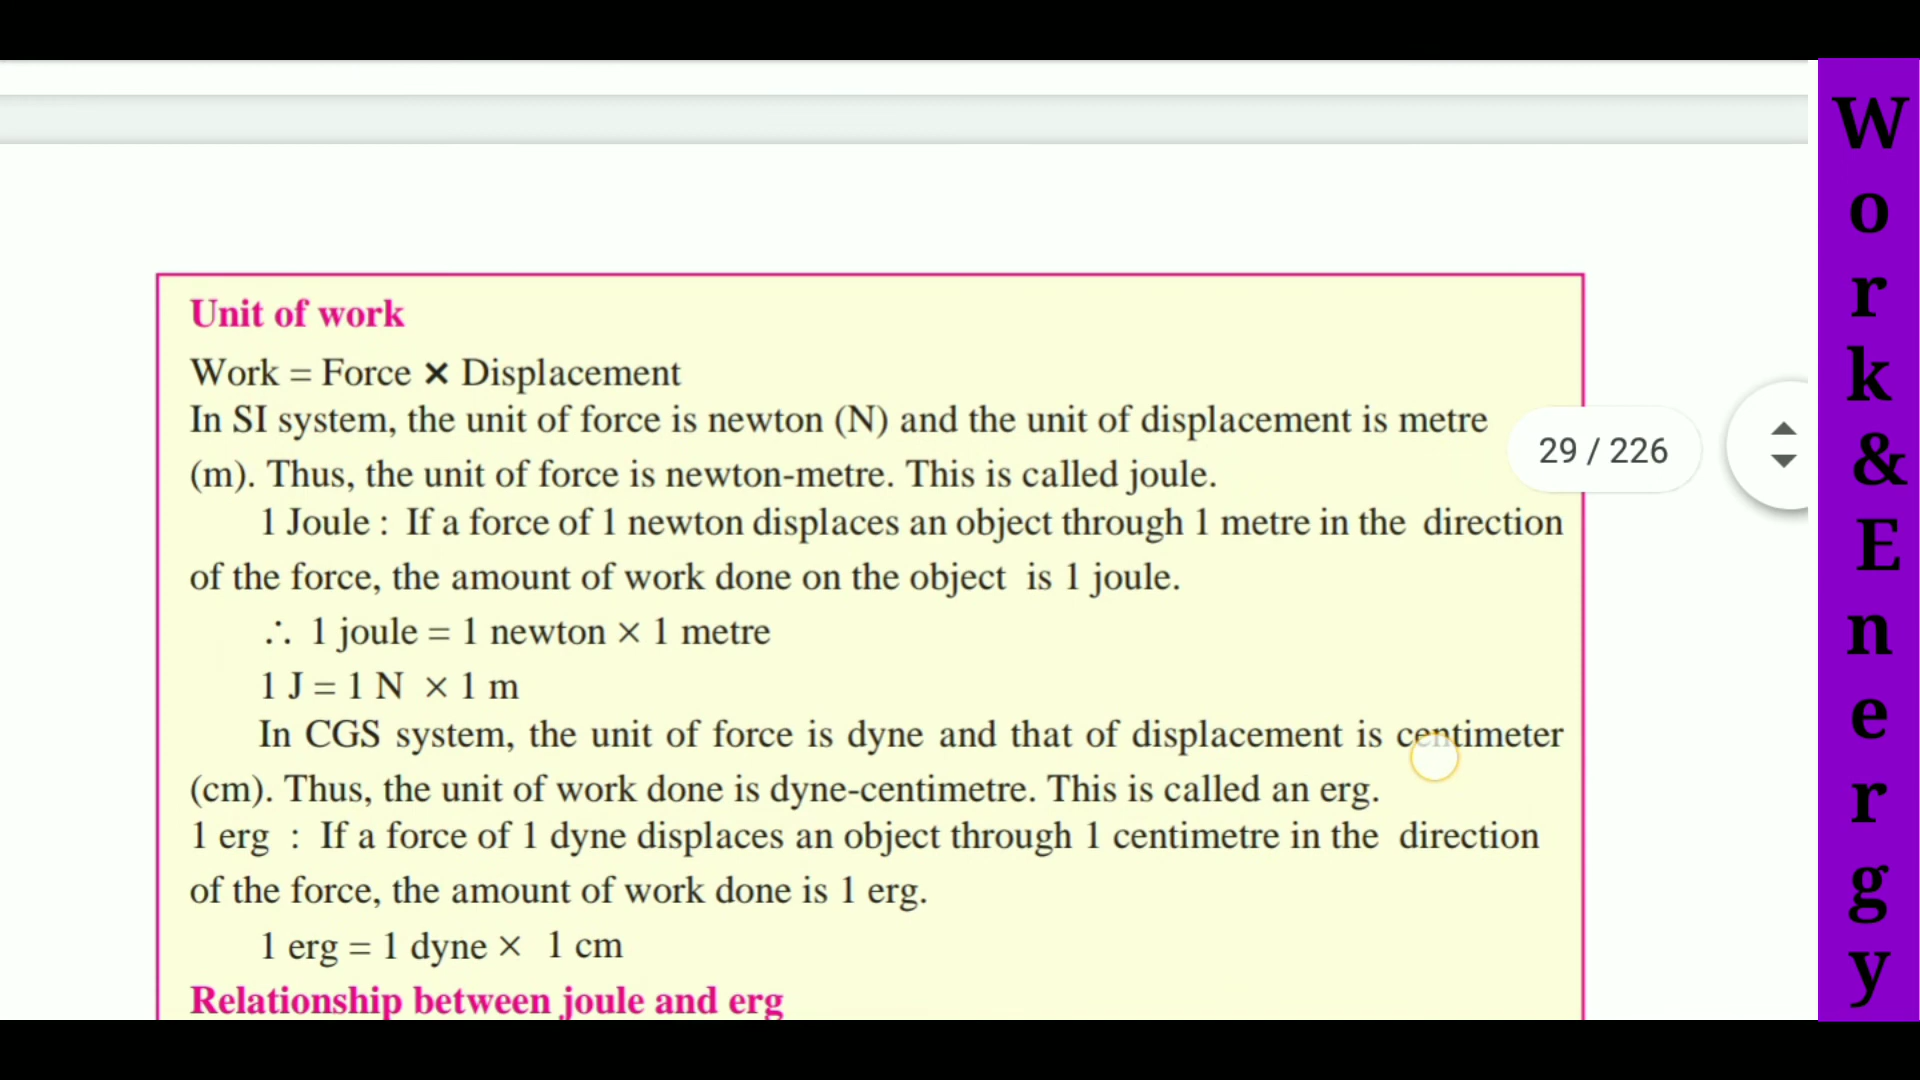 Unit of work
Work = Force × Displacement
In SI system, the unit of force is newton (N) and the unit of displacement is metre
(m). Thus, the unit of force is newton-metre. This is called joule.
1 Joule : If a force of 1 newton displaces an object through 1 metre in the direction
of the force, the amount of work done on the object is 1 joule.
∴ 1 joule = 1 newton × 1 metre
1 J = 1 N × 1 m
In CGS system, the unit of force is dyne and that of displacement is centimeter
(cm). Thus, the unit of work done is dyne-centimetre. This is called an erg.
1 erg : If a force of 1 dyne displaces an object through 1 centimetre in the direction
of the force, the amount of work done is 1 erg.
1 erg = 1 dyne × 1 cm
Relationship between joule and erg
29 / 226
Work & Energy